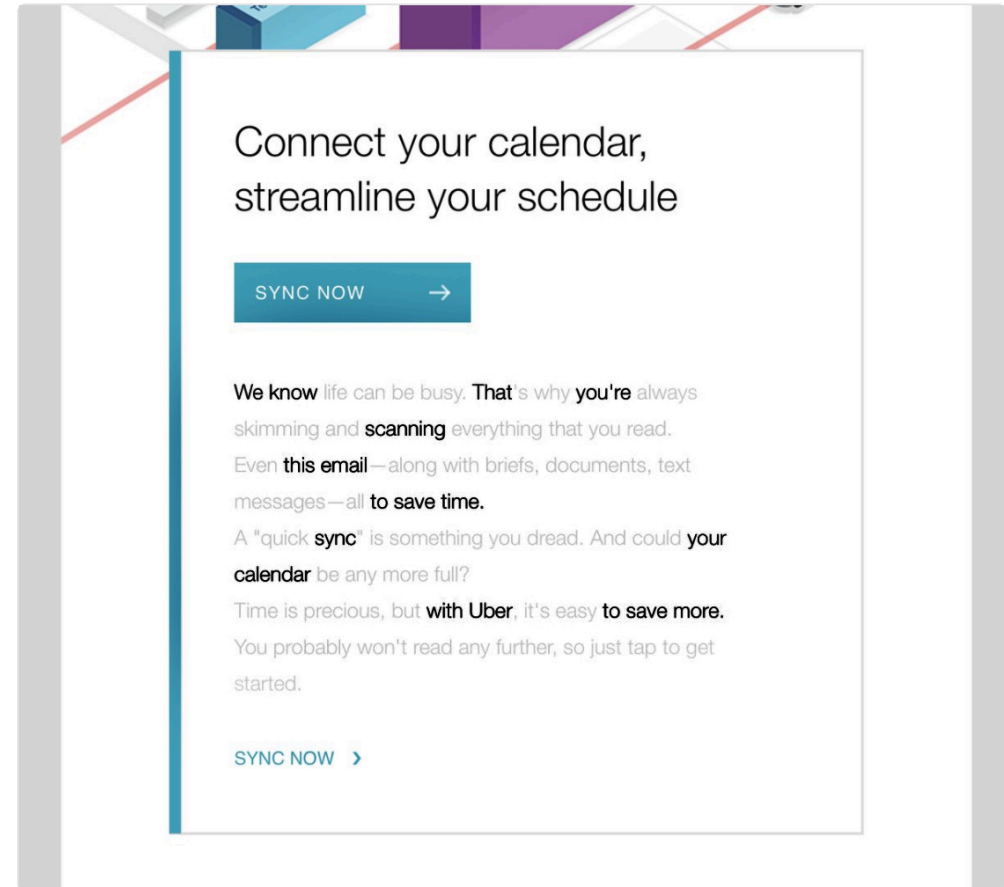 Connect your calendar,
streamline your schedule
SYNC NOW →
We know life can be busy. That's why you're always
skimming and scanning everything that you read.
Even this email—along with briefs, documents, text
messages—all to save time.
A "quick sync" is something you dread. And could your
calendar be any more full?
Time is precious, but with Uber, it's easy to save more.
You probably won't read any further, so just tap to get
started.
SYNC NOW ›